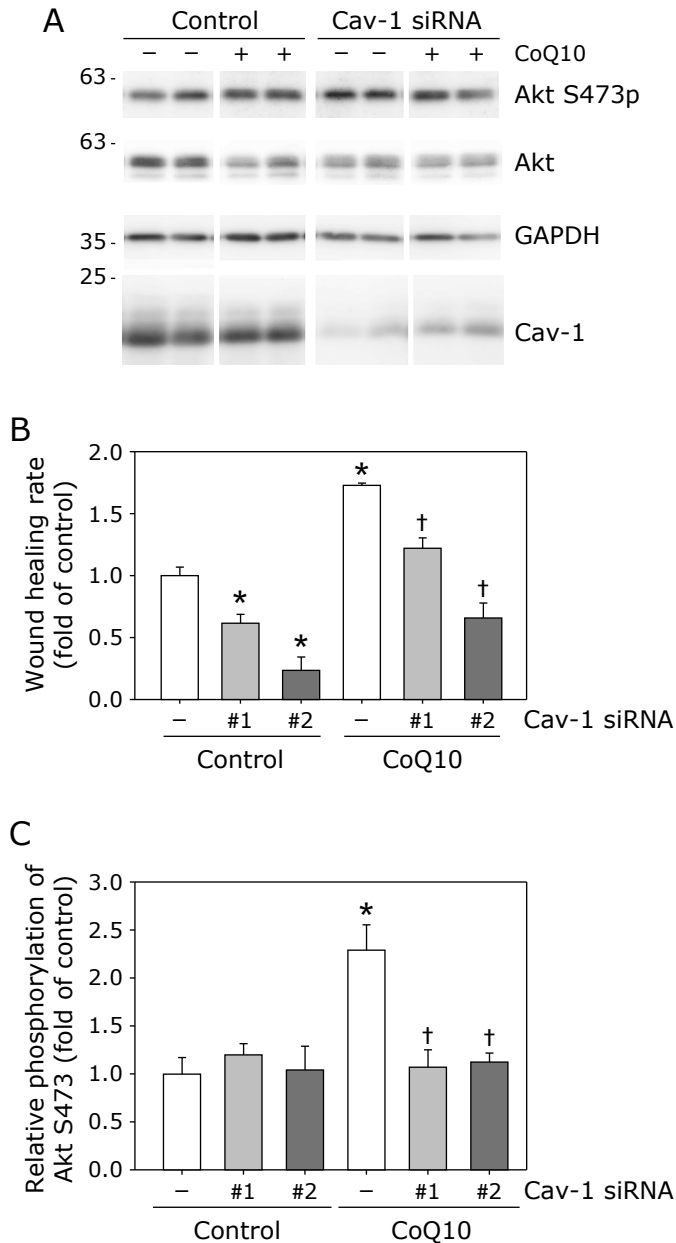 A
Control Cav-1 siRNA
− − + + − − + + CoQ10
63 - Akt S473p
63 - Akt
35 - GAPDH
25 -
Cav-1
B
Wound healing rate
(fold of control)
2.0
1.5
1.0
0.5
0.0
* * * † †
− #1 #2 − #1 #2 Cav-1 siRNA
Control CoQ10
C
Relative phosphorylation of
Akt S473 (fold of control)
3.0
2.5
2.0
1.5
1.0
0.5
0.0
* † †
− #1 #2 − #1 #2 Cav-1 siRNA
Control CoQ10